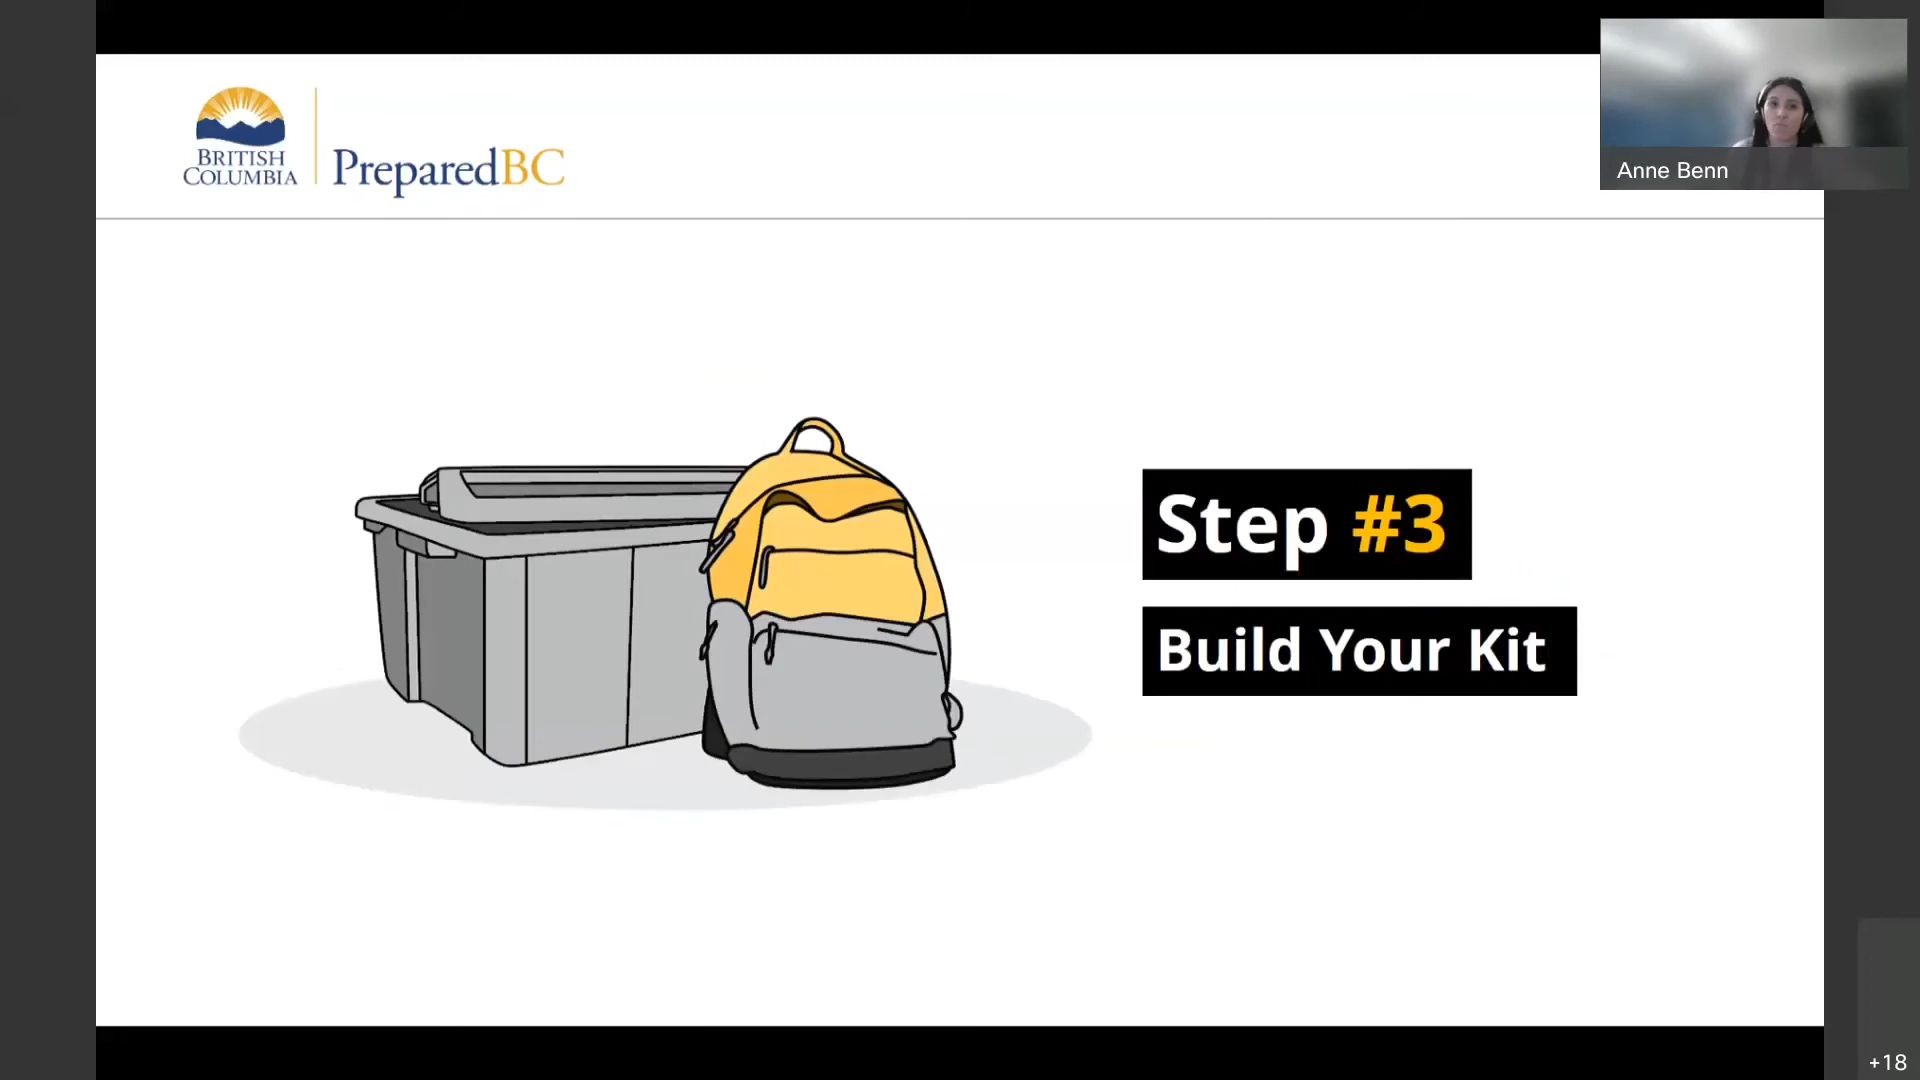 BRITISH
COLUMBIA
PreparedBC
Anne Benn
Step #3
Build Your Kit
+18